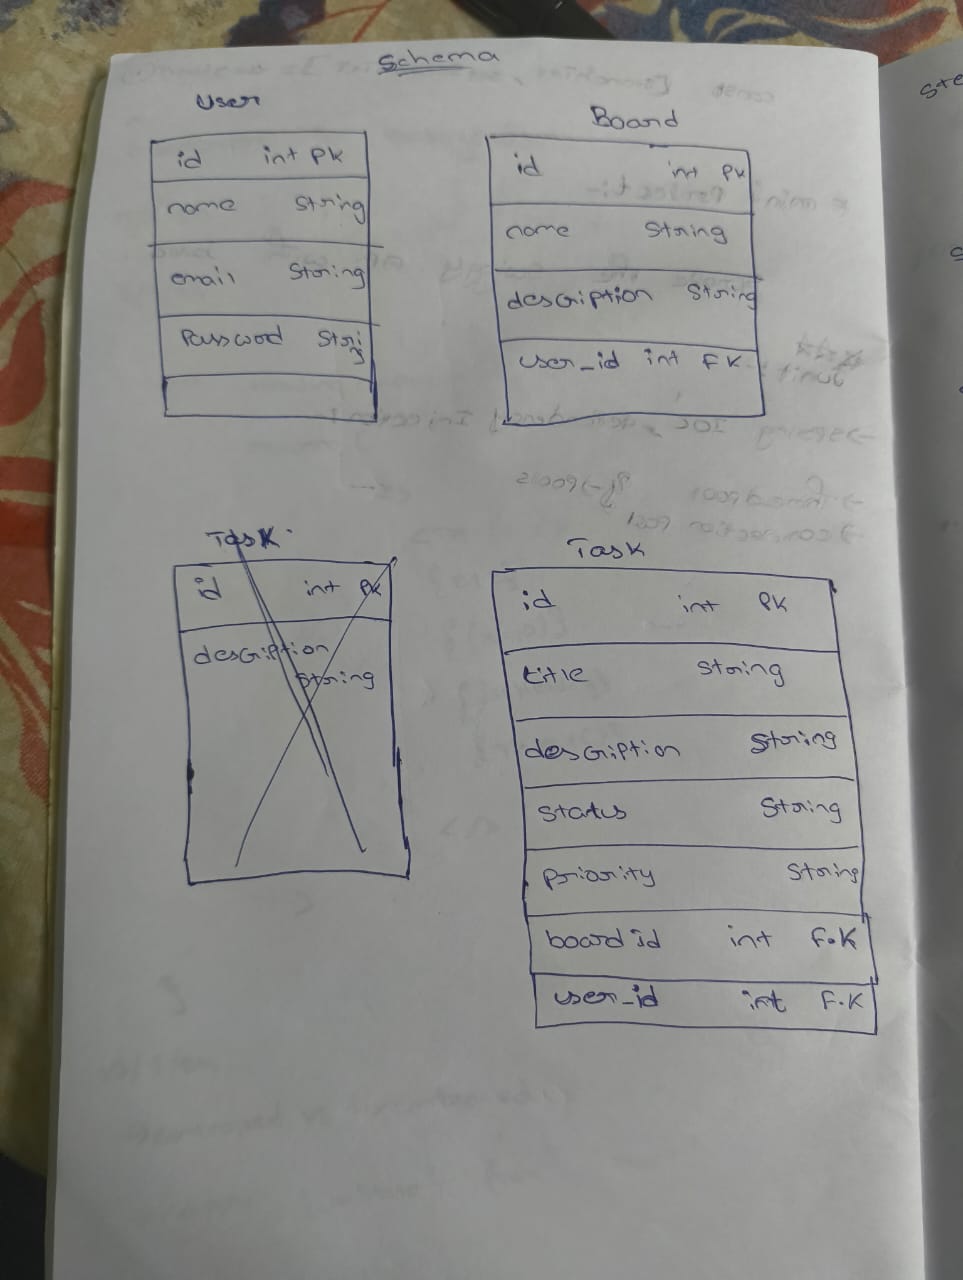 Schema
User
id int PK
name String
email String
Password String
Board
id int PK
name String
description String
user_id int FK
Task
id int PK
description
String
Task
id int PK
title String
description String
status String
Priority String
board id int F.K
user_id int F.K
ste